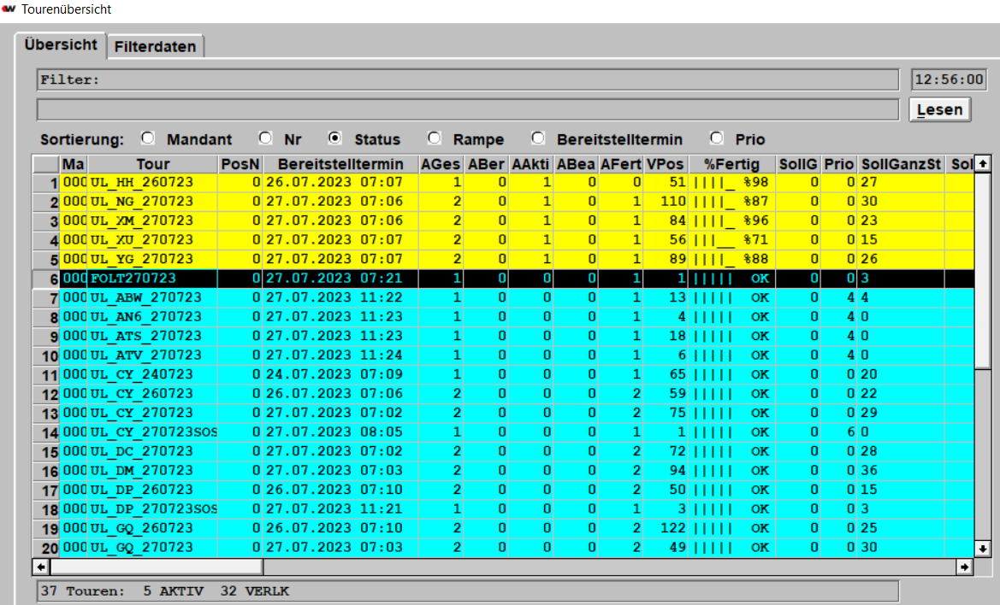 Tourenübersicht
Übersicht Filterdaten
Filter: 12:56:00
Lesen
Sortierung: Mandant Nr Status Rampe Bereitstelltermin Prio
Ma Tour PosN Bereitstelltermin AGes ABer AAkti ABea AFert VPos %Fertig SollG Prio SollGanzSt Sol
1 000 UL_HH_260723 0 26.07.2023 07:07 1 0 1 0 0 51 ||||_ %98 0 0 27
2 000 UL_NG_270723 0 27.07.2023 07:06 2 0 1 0 1 110 ||||_ %87 0 0 30
3 000 UL_XM_270723 0 27.07.2023 07:06 2 0 1 0 1 84 ||||_ %96 0 0 23
4 000 UL_XU_270723 0 27.07.2023 07:07 2 0 1 0 1 56 |||__ %71 0 0 15
5 000 UL_YG_270723 0 27.07.2023 07:07 2 0 1 0 1 89 ||||_ %88 0 0 26
6 000 FOLT270723 0 27.07.2023 07:21 1 0 0 0 1 1 ||||| OK 0 0 3
7 000 UL_ABW_270723 0 27.07.2023 11:22 1 0 0 0 1 13 ||||| OK 0 4 4
8 000 UL_AN6_270723 0 27.07.2023 11:23 1 0 0 0 1 4 ||||| OK 0 4 0
9 000 UL_ATS_270723 0 27.07.2023 11:23 1 0 0 0 1 18 ||||| OK 0 4 0
10 000 UL_ATV_270723 0 27.07.2023 11:24 1 0 0 0 1 6 ||||| OK 0 4 0
11 000 UL_CY_240723 0 24.07.2023 07:09 1 0 0 0 1 65 ||||| OK 0 0 20
12 000 UL_CY_260723 0 26.07.2023 07:06 2 0 0 0 2 59 ||||| OK 0 0 22
13 000 UL_CY_270723 0 27.07.2023 07:02 2 0 0 0 2 75 ||||| OK 0 0 29
14 000 UL_CY_270723SOS 0 27.07.2023 08:05 1 0 0 0 1 1 ||||| OK 0 6 0
15 000 UL_DC_270723 0 27.07.2023 07:02 2 0 0 0 2 72 ||||| OK 0 0 28
16 000 UL_DM_270723 0 27.07.2023 07:03 2 0 0 0 2 94 ||||| OK 0 0 36
17 000 UL_DP_260723 0 26.07.2023 07:10 2 0 0 0 2 50 ||||| OK 0 0 15
18 000 UL_DP_270723SOS 0 27.07.2023 11:21 1 0 0 0 1 3 ||||| OK 0 0 3
19 000 UL_GQ_260723 0 26.07.2023 07:10 2 0 0 0 2 122 ||||| OK 0 0 25
20 000 UL_GQ_270723 0 27.07.2023 07:03 2 0 0 0 2 49 ||||| OK 0 0 30
37 Touren: 5 AKTIV 32 VERLK